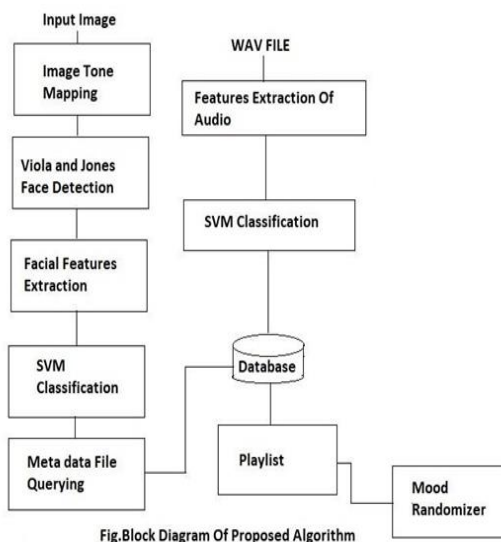 Input Image
Image Tone
Mapping
Viola and Jones
Face Detection
Facial Features
Extraction
SVM
Classification
Meta data File
Querying
WAV FILE
Features Extraction Of
Audio
SVM Classification
Database
Playlist
Mood
Randomizer
Fig.Block Diagram Of Proposed Algorithm